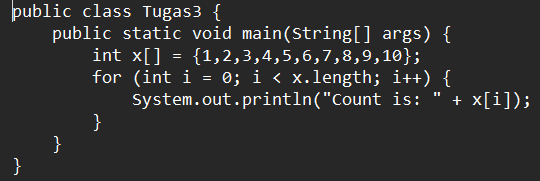 public class Tugas3 {
    public static void main(String[] args) {
        int x[] = {1,2,3,4,5,6,7,8,9,10};
        for (int i = 0; i < x.length; i++) {
            System.out.println("Count is: " + x[i]);
        }
    }
}